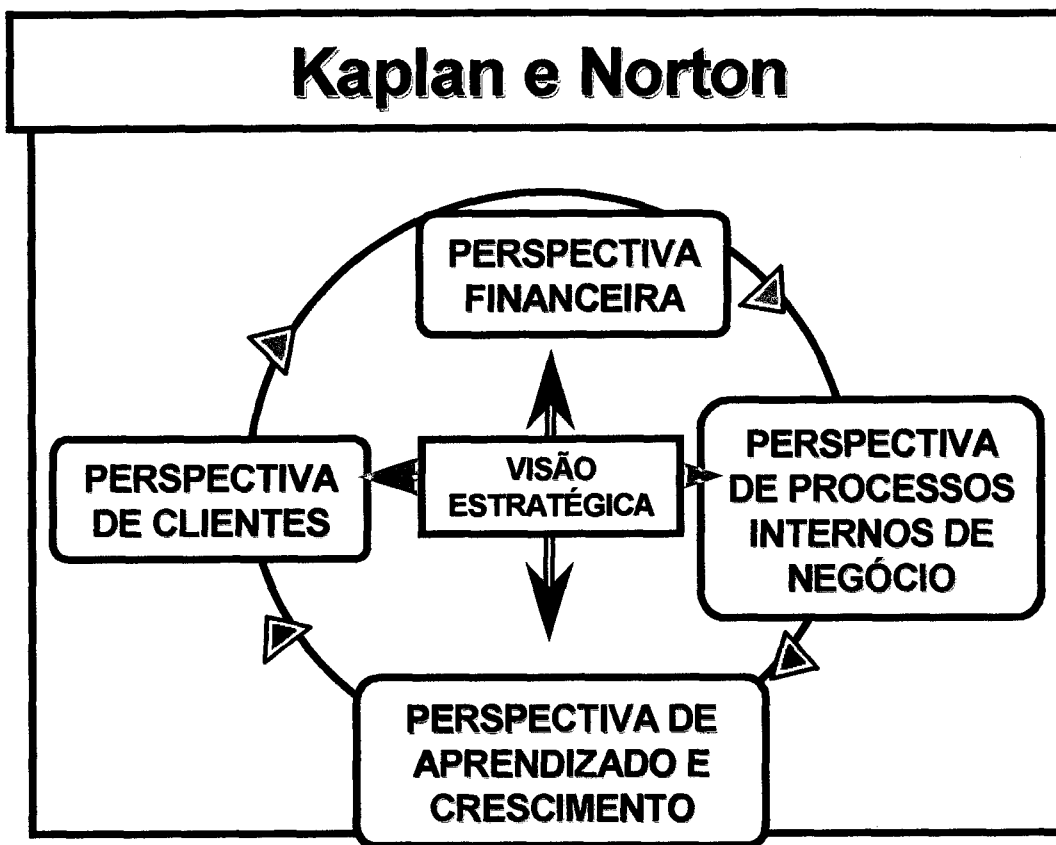 Kaplan e Norton
PERSPECTIVA
FINANCEIRA
PERSPECTIVA
DE CLIENTES
VISÃO
ESTRATÉGICA
PERSPECTIVA
DE PROCESSOS
INTERNOS DE
NEGÓCIO
PERSPECTIVA DE
APRENDIZADO E
CRESCIMENTO